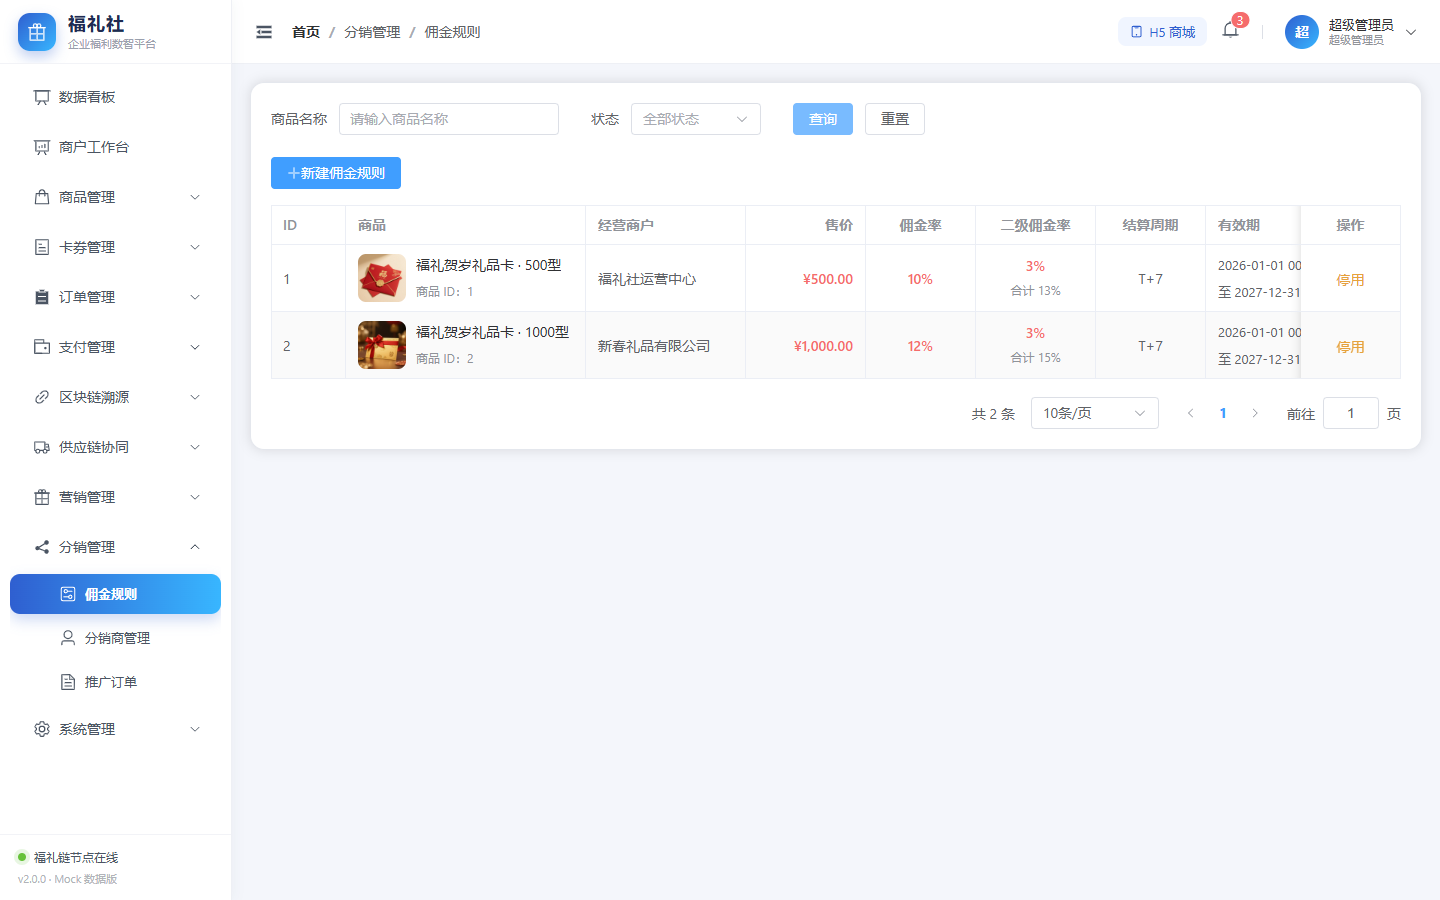 福礼社
企业福利数智平台
首页 / 分销管理 / 佣金规则
H5 商城
3
超
超级管理员
超级管理员
数据看板
商户工作台
商品管理
卡券管理
订单管理
支付管理
区块链溯源
供应链协同
营销管理
分销管理
佣金规则
分销商管理
推广订单
系统管理
福礼链节点在线
v2.0.0 · Mock 数据版
商品名称 请输入商品名称 状态 全部状态 查询 重置
新建佣金规则
ID 商品 经营商户 售价 佣金率 二级佣金率 结算周期 有效期 操作
1 福礼贺岁礼品卡 · 500型 福礼社运营中心 ¥500.00 10% 3% T+7 2026-01-01 00 停用
商品 ID: 1 合计 13% 至 2027-12-31
2 福礼贺岁礼品卡 · 1000型 新春礼品有限公司 ¥1,000.00 12% 3% T+7 2026-01-01 00 停用
商品 ID: 2 合计 15% 至 2027-12-31
共 2 条 10条/页 1 前往 1 页